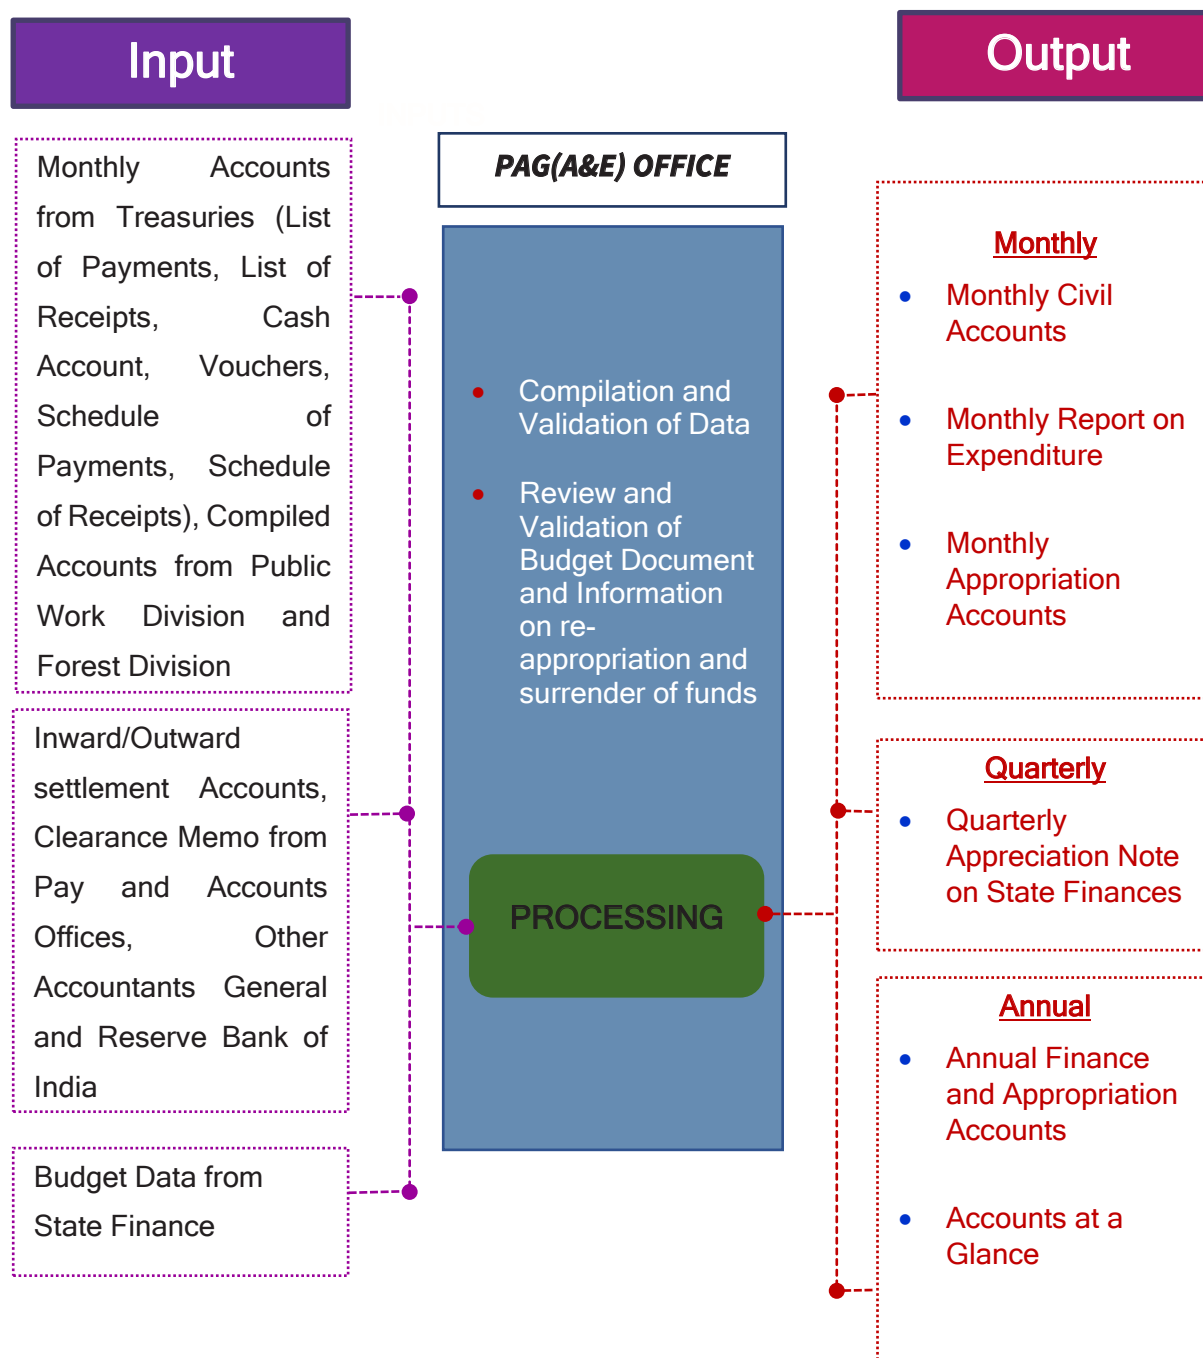 Input
Monthly Accounts
from Treasuries (List
of Payments, List of
Receipts, Cash
Account, Vouchers,
Schedule of
Payments, Schedule
of Receipts), Compiled
Accounts from Public
Work Division and
Forest Division
Inward/Outward
settlement Accounts,
Clearance Memo from
Pay and Accounts
Offices, Other
Accountants General
and Reserve Bank of
India
Budget Data from
State Finance
PAG(A&E) OFFICE
• Compilation and
Validation of Data
• Review and
Validation of
Budget Document
and Information
on re-
appropriation and
surrender of funds
PROCESSING
Output
Monthly
• Monthly Civil
Accounts
• Monthly Report on
Expenditure
• Monthly
Appropriation
Accounts
Quarterly
• Quarterly
Appreciation Note
on State Finances
Annual
• Annual Finance
and Appropriation
Accounts
• Accounts at a
Glance